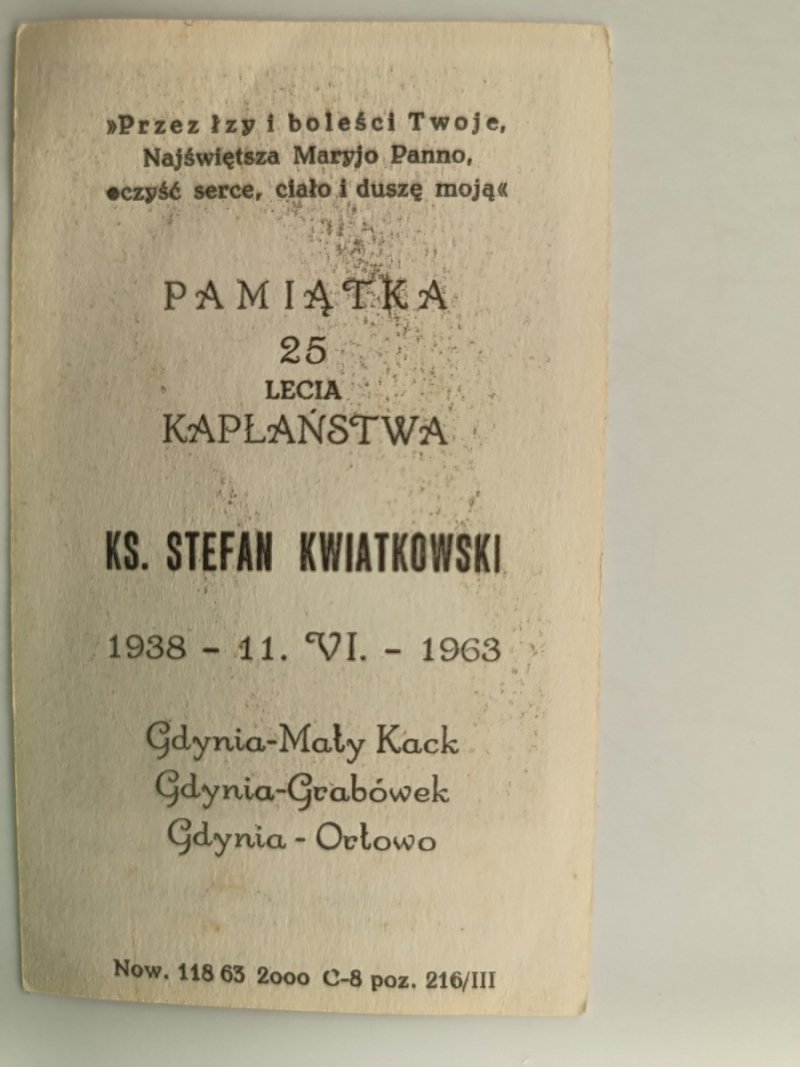 »Przez łzy i boleści Twoje,
Najświętsza Maryjo Panno,
oczyść serce, ciało i duszę moją«
PAMIĄTKA
25
LECIA
KAPŁAŃSTWA
KS. STEFAN KWIATKOWSKI
1938 - 11. VI. - 1963
Gdynia-Mały Kack
Gdynia-Grabówek
Gdynia - Orłowo
Now. 118 63 2000 C-8 poz. 216/III